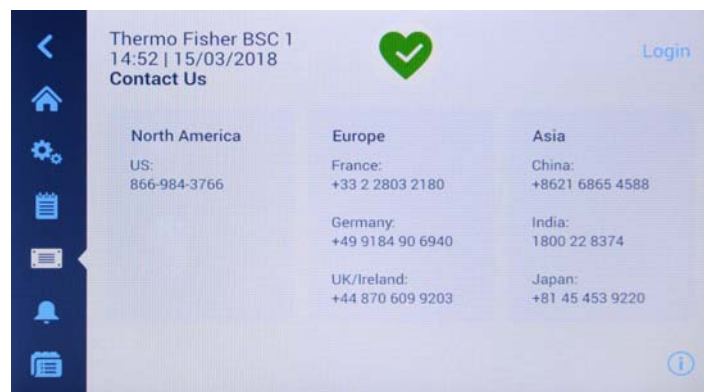 Thermo Fisher BSC 1
14:52 | 15/03/2018
Contact Us
Login
North America
US:
866-984-3766
Europe
France:
+33 2 2803 2180
Germany:
+49 9184 90 6940
UK/Ireland:
+44 870 609 9203
Asia
China:
+8621 6865 4588
India:
1800 22 8374
Japan:
+81 45 453 9220